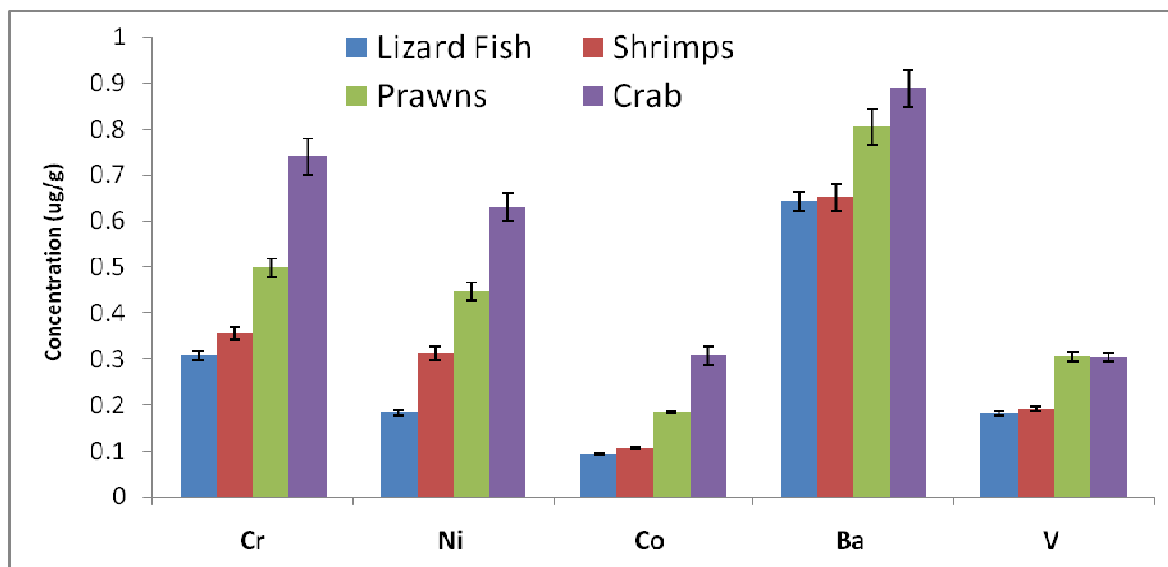 Lizard Fish Shrimps
Prawns Crab
Concentration (ug/g)
1
0.9
0.8
0.7
0.6
0.5
0.4
0.3
0.2
0.1
0
Cr Ni Co Ba V